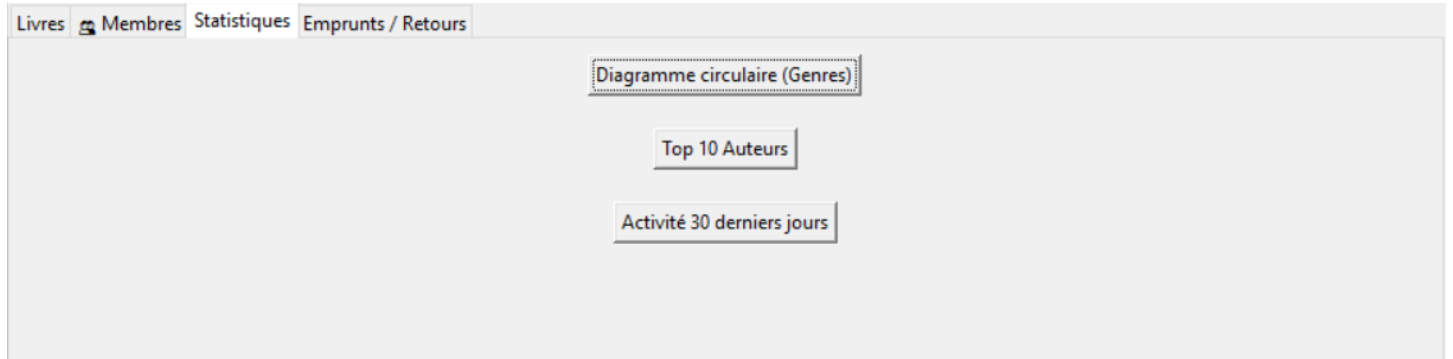 Livres Membres Statistiques Emprunts / Retours
Diagramme circulaire (Genres)
Top 10 Auteurs
Activité 30 derniers jours